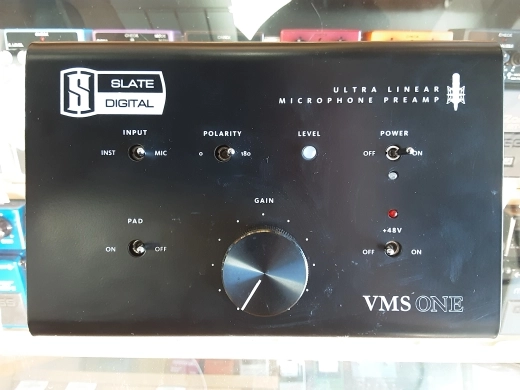 S SLATE
DIGITAL
ULTRA LINEAR
MICROPHONE PREAMP
INPUT POLARITY LEVEL POWER
INST MIC 0 180 OFF ON
GAIN
PAD
+48V
ON OFF OFF ON
VMS ONE